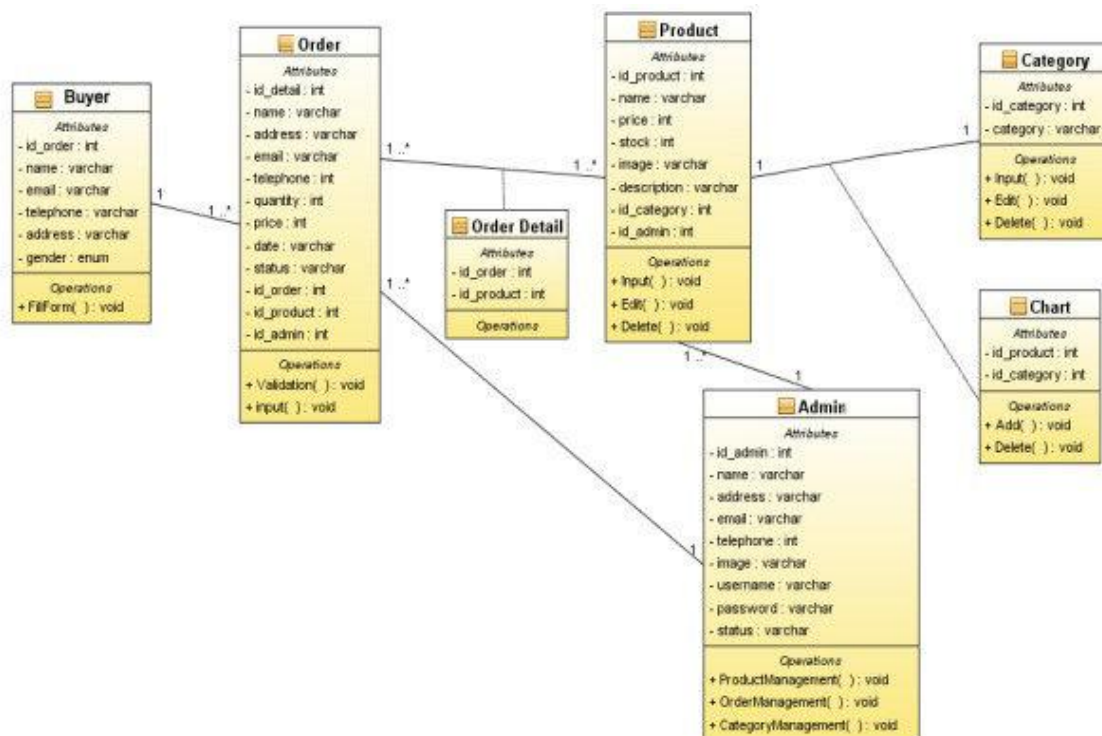 Buyer
Attributes
- id_order : int
- name : varchar
- email : varchar
- telephone : varchar
- address : varchar
- gender : enum
Operations
+ FillForm( ) : void
1
1..*
Order
Attributes
- id_detail : int
- name : varchar
- address : varchar
- email : varchar
- telephone : int
- quantity : int
- price : int
- date : varchar
- status : varchar
- id_order : int
- id_product : int
- id_admin : int
Operations
+ Validation( ) : void
+ input( ) : void
1 ..*
1..*
1..*
Order Detail
Attributes
- id_order : int
- id_product : int
Operations
Product
Attributes
- id_product : int
- name : varchar
- price : int
- stock : int
- image : varchar
- description : varchar
- id_category : int
- id_admin : int
Operations
+ Input( ) : void
+ Edit( ) : void
+ Delete( ) : void
1
1
1 ..*
1
Category
Attributes
- id_category : int
- category : varchar
Operations
+ Input( ) : void
+ Edit( ) : void
+ Delete( ) : void
Chart
Attributes
- id_product : int
- id_category : int
Operations
+ Add( ) : void
+ Delete( ) : void
1
Admin
Attributes
- id_admin : int
- name : varchar
- address : varchar
- email : varchar
- telephone : int
- image : varchar
- username : varchar
- password : varchar
- status : varchar
Operations
+ ProductManagement( ) : void
+ OrderManagement( ) : void
+ CategoryManagement( ) : void